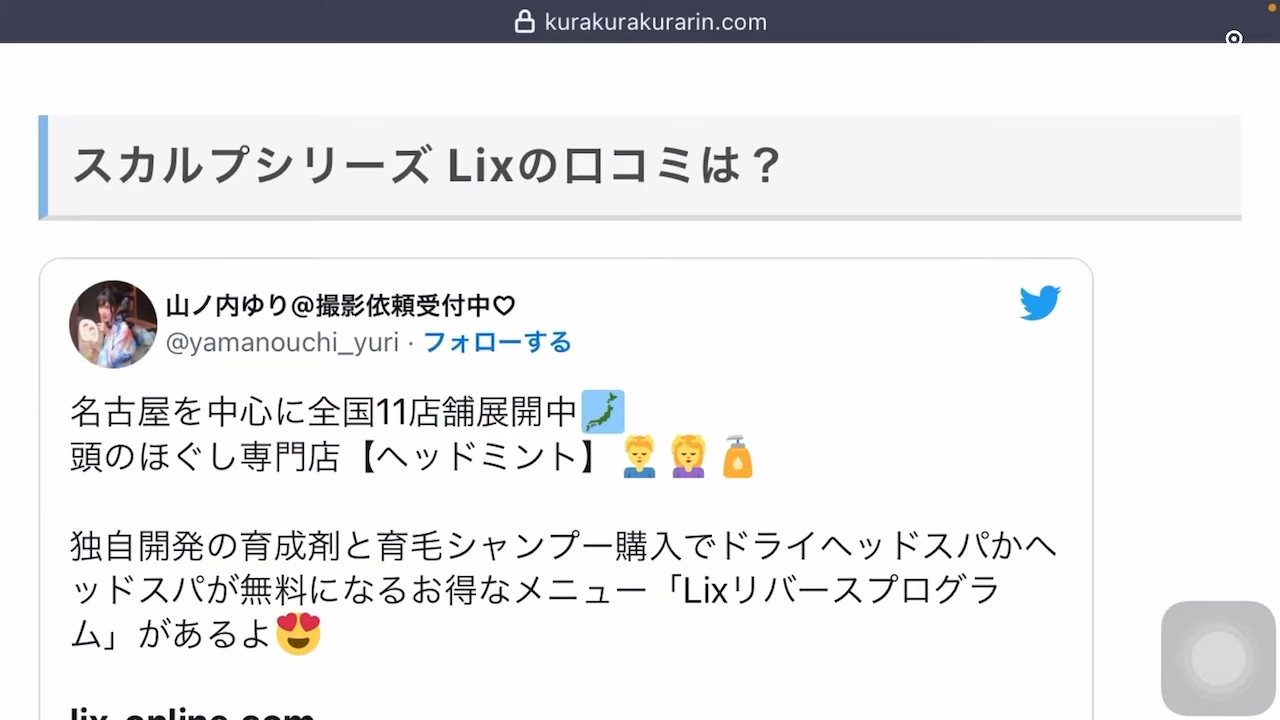 kurakurakurarin.com
スカルプシリーズ Lixの口コミは？
山ノ内ゆり@撮影依頼受付中♡
@yamanouchi_yuri · フォローする
名古屋を中心に全国11店舗展開中🗾
頭のほぐし専門店【ヘッドミント】💆‍♂️💆‍♀️🧴
独自開発の育成剤と育毛シャンプー購入でドライヘッドスパかヘ
ッドスパが無料になるお得なメニュー「Lixリバースプログラ
ム」があるよ😍
lix-online.com